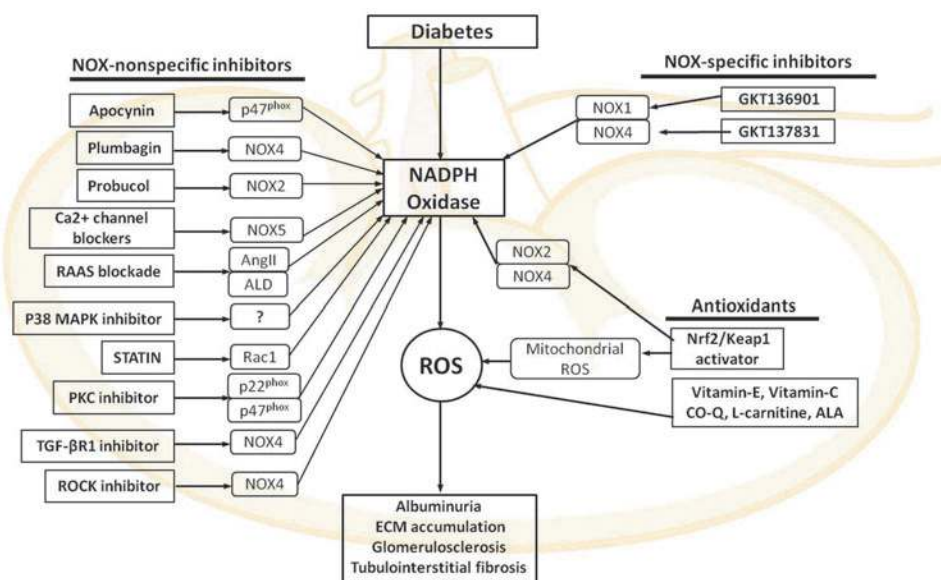 Diabetes
NOX-nonspecific inhibitors
Apocynin
p47phox
Plumbagin
NOX4
Probucol
NOX2
Ca2+ channel
blockers
NOX5
RAAS blockade
AngII
ALD
P38 MAPK inhibitor
?
STATIN
Rac1
PKC inhibitor
p22phox
p47phox
TGF-βR1 inhibitor
NOX4
ROCK inhibitor
NOX4
NADPH
Oxidase
ROS
Albuminuria
ECM accumulation
Glomerulosclerosis
Tubulointerstitial fibrosis
NOX-specific inhibitors
NOX1
GKT136901
NOX4
GKT137831
NOX2
NOX4
Antioxidants
Nrf2/Keap1
activator
Mitochondrial
ROS
Vitamin-E, Vitamin-C
CO-Q, L-carnitine, ALA